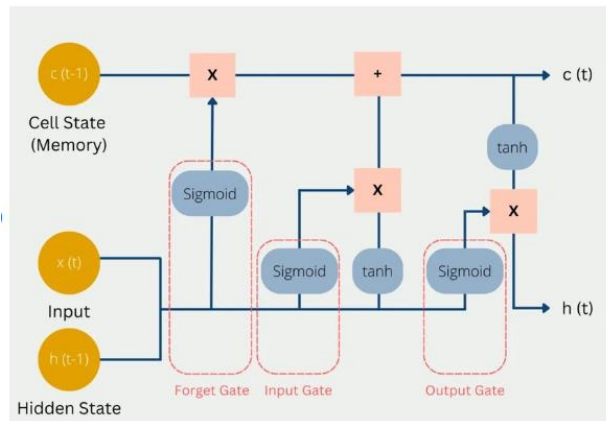 c (t-1)
X
+
c (t)
Cell State
(Memory)
tanh
Sigmoid
X
X
x (t)
Sigmoid
tanh
Sigmoid
Input
h (t)
h (t-1)
Forget Gate
Input Gate
Output Gate
Hidden State